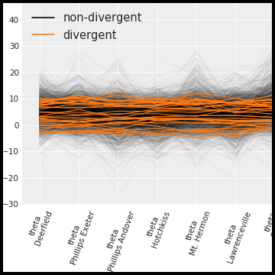 non-divergent
divergent
40
30
20
10
0
−10
−20
−30
theta
Deerfield
theta
Phillips Exeter
theta
Phillips Andover
theta
Hotchkiss
theta
Mt. Hermon
theta
Lawrenceville
theta